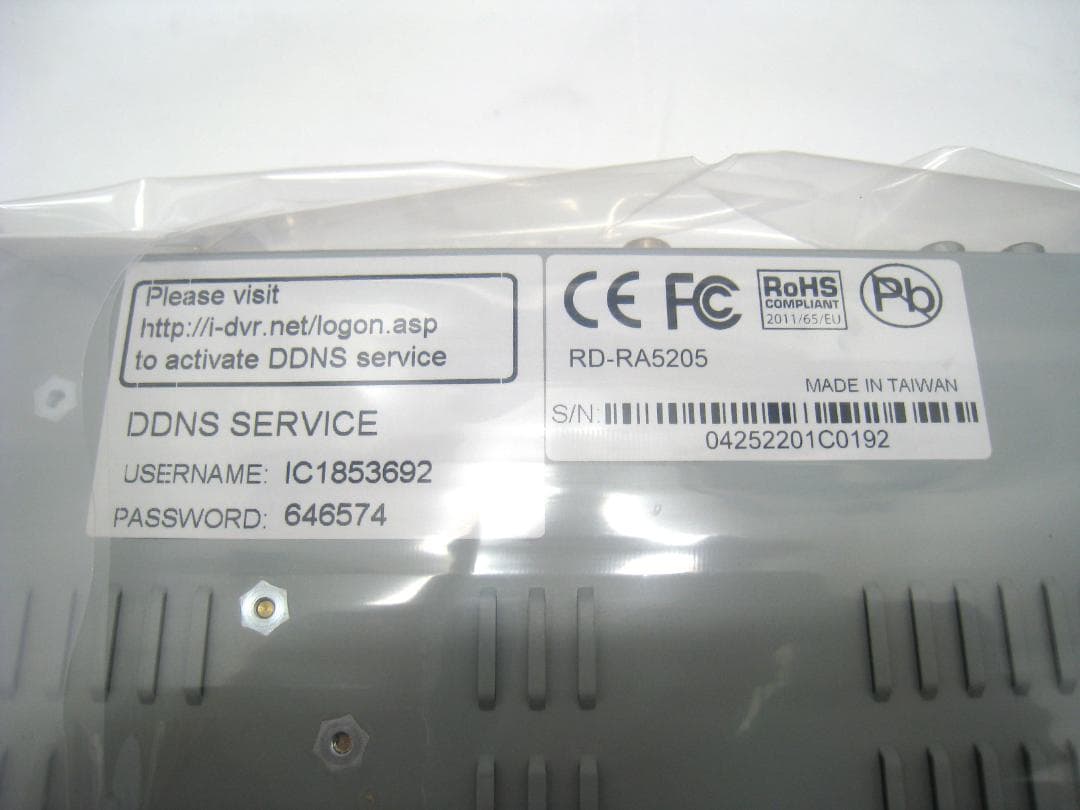 Please visit
http://i-dvr.net/logon.asp
to activate DDNS service
DDNS SERVICE
USERNAME: IC1853692
PASSWORD: 646574
CE FC RoHS
COMPLIANT
2011/65/EU
Pb
RD-RA5205
MADE IN TAIWAN
S/N:
04252201C0192